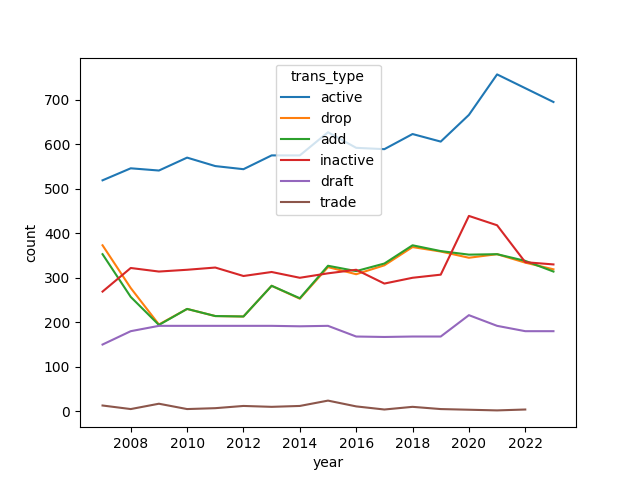 trans_type
active
drop
add
inactive
draft
trade
700
600
500
400
300
200
100
0
count
2008 2010 2012 2014 2016 2018 2020 2022
year